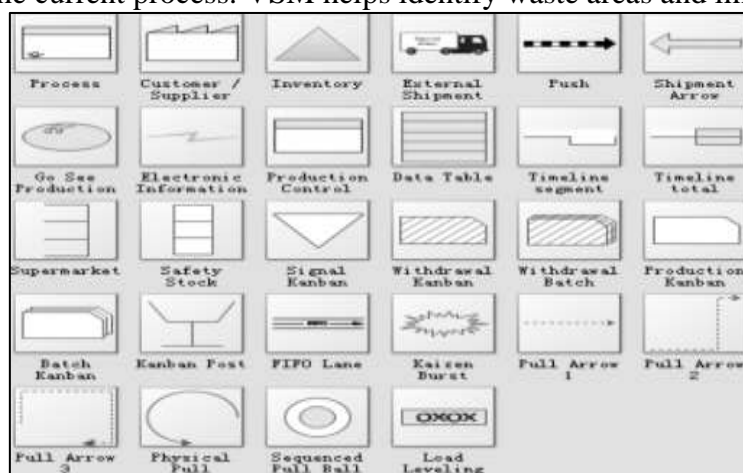 the current process. VSM helps identify waste areas and
Process
Customer /
Supplier
Inventory
External
Shipment
Push
Shipment
Arrow
Go See
Production
Electronic
Information
Production
Control
Data Table
Timeline
segment
Timeline
total
Supermarket
Safety
Stock
Signal
Kanban
Withdrawal
Kanban
Withdrawal
Batch
Production
Kanban
Batch
Kanban
Kanban Post
FIFO Lane
Kaizen
Burst
Pull Arrow
1
Pull Arrow
2
Pull Arrow
3
Physical
Pull
Sequenced
Pull Ball
OXOX
Load
Leveling